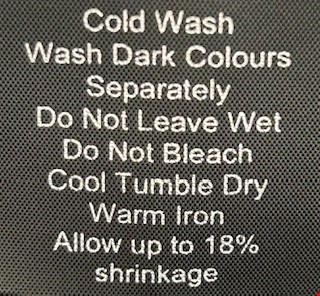 Cold Wash
Wash Dark Colours
Separately
Do Not Leave Wet
Do Not Bleach
Cool Tumble Dry
Warm Iron
Allow up to 18%
shrinkage